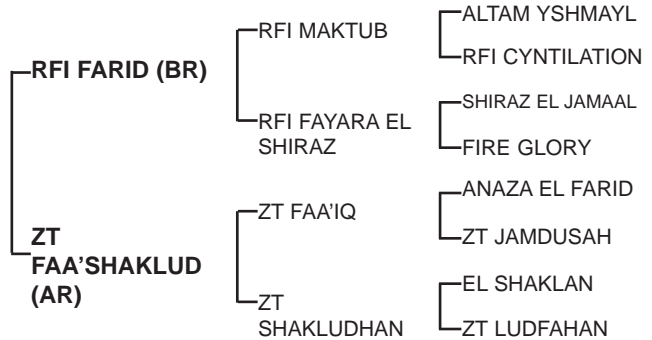 RFI FARID (BR)
ZT
FAA'SHAKLUD
(AR)
RFI MAKTUB
RFI FAYARA EL
SHIRAZ
ZT FAA'IQ
ZT
SHAKLUDHAN
ALTAM YSHMAYL
RFI CYNTILATION
SHIRAZ EL JAMAAL
FIRE GLORY
ANAZA EL FARID
ZT JAMDUSAH
EL SHAKLAN
ZT LUDFAHAN